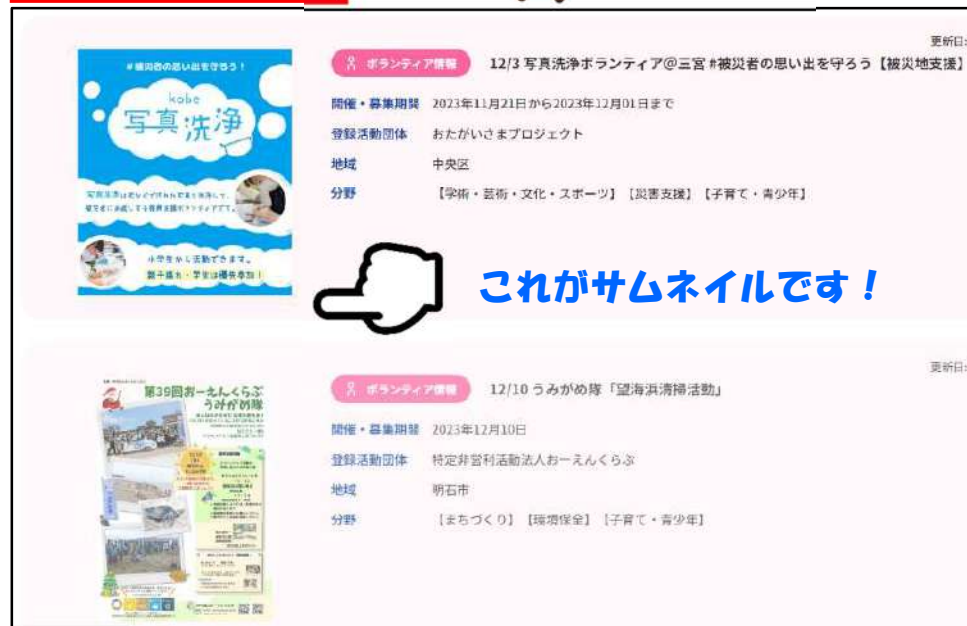 更新日:
ボランティア情報
12/3 写真洗浄ボランティア@三宮 #被災者の思い出を守ろう【被災地支援】
開催・募集期間 2023年11月21日から2023年12月01日まで
登録活動団体 おたがいさまプロジェクト
地域 中央区
分野 【学術・芸術・文化・スポーツ】【災害支援】【子育て・青少年】
#被災者の思い出を守ろう!
kobe
写真洗浄
小学生から活動できます。
親子連れ・学生は優先参加!
これがサムネイルです!
更新日:
ボランティア情報
12/10 うみがめ隊「望海浜清掃活動」
開催・募集期間 2023年12月10日
登録活動団体 特定非営利活動法人おーえんくらぶ
地域 明石市
分野 【まちづくり】【環境保全】【子育て・青少年】
第39回おーえんくらぶ
うみがめ隊